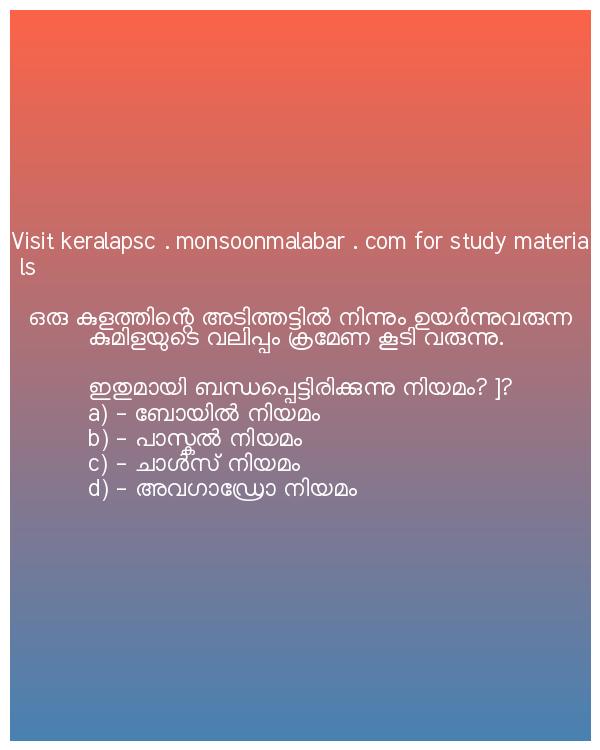 Visit keralapsc . monsoonmalabar . com for study materia
ls
ഒരു കുളത്തിന്റെ അടിത്തട്ടിൽ നിന്നും ഉയർന്നുവരുന്ന
കുമിളയുടെ വലിപ്പം ക്രമേണ കൂടി വരുന്നു.
ഇതുമായി ബന്ധപ്പെട്ടിരിക്കുന്നു നിയമം? ]?
a) – ബോയിൽ നിയമം
b) – പാസ്കൽ നിയമം
c) – ചാൾസ് നിയമം
d) – അവഗാഡ്രോ നിയമം